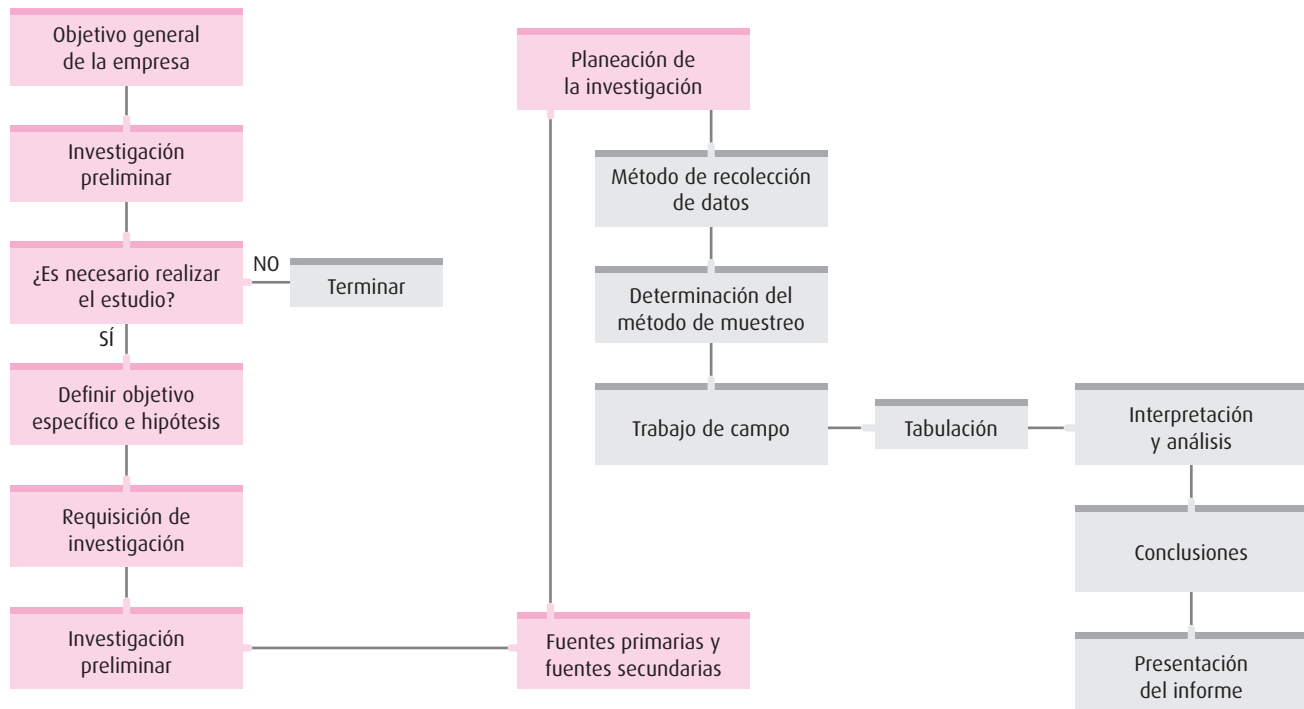 Objetivo general
de la empresa
Investigación
preliminar
¿Es necesario realizar
el estudio?
NO
Terminar
SÍ
Definir objetivo
específico e hipótesis
Requisición de
investigación
Investigación
preliminar
Fuentes primarias y
fuentes secundarias
Planeación de
la investigación
Método de recolección
de datos
Determinación del
método de muestreo
Trabajo de campo
Tabulación
Interpretación
y análisis
Conclusiones
Presentación
del informe